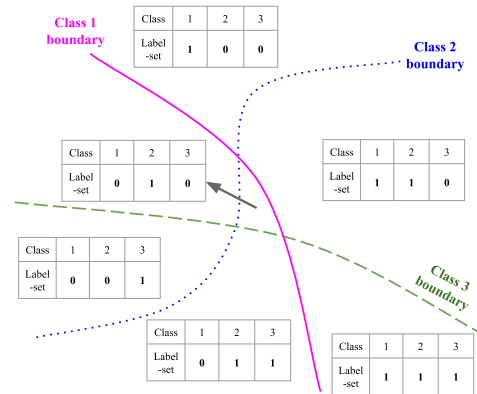 Class 1
boundary
Class 1 2 3
Label
-set 1 0 0
Class 2
boundary
Class 1 2 3
Label
-set 0 1 0
Class 1 2 3
Label
-set 1 1 0
Class 1 2 3
Label
-set 0 0 1
Class 3
boundary
Class 1 2 3
Label
-set 0 1 1
Class 1 2 3
Label
-set 1 1 1